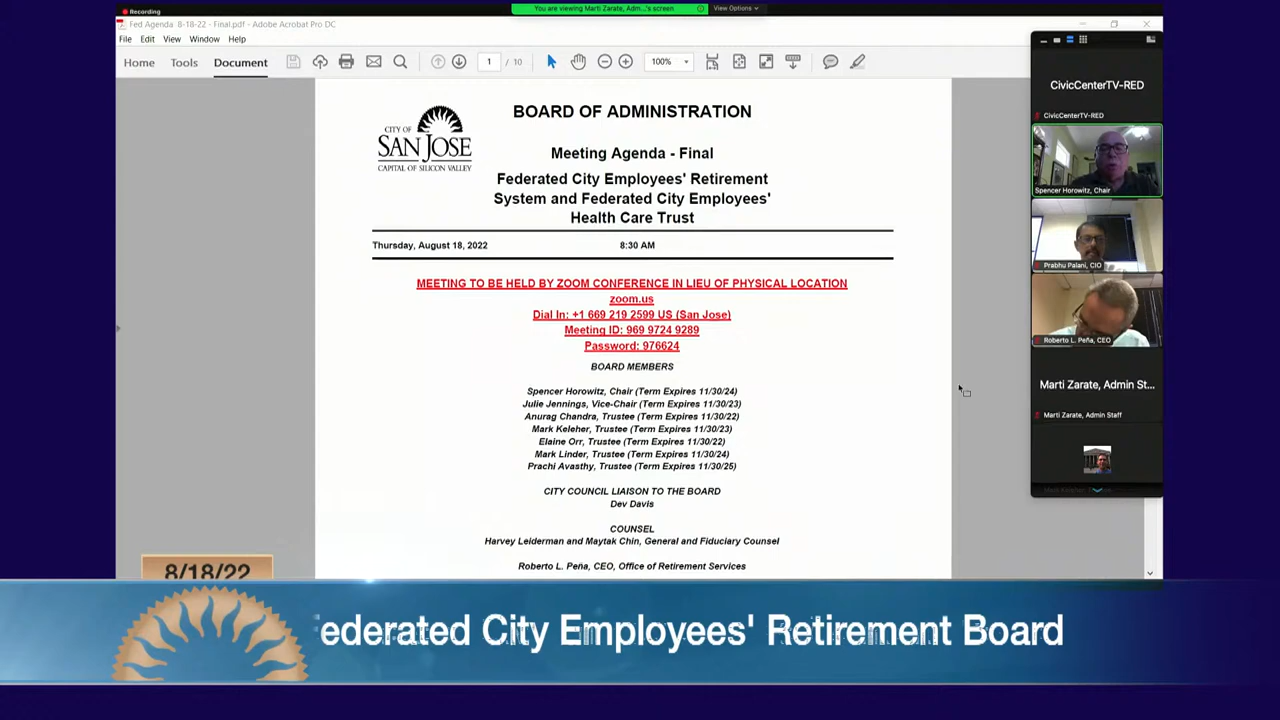 Recording
You are viewing Marti Zarate, Adm...'s screen
View Options
Fed Agenda 8-18-22 - Final.pdf - Adobe Acrobat Pro DC
File Edit View Window Help
Home Tools Document
1 / 10
100%
CITY OF
SAN JOSE
CAPITAL OF SILICON VALLEY
BOARD OF ADMINISTRATION
Meeting Agenda - Final
Federated City Employees' Retirement
System and Federated City Employees'
Health Care Trust
Thursday, August 18, 2022 8:30 AM
MEETING TO BE HELD BY ZOOM CONFERENCE IN LIEU OF PHYSICAL LOCATION
zoom.us
Dial In: +1 669 219 2599 US (San Jose)
Meeting ID: 969 9724 9289
Password: 976624
BOARD MEMBERS
Spencer Horowitz, Chair (Term Expires 11/30/24)
Julie Jennings, Vice-Chair (Term Expires 11/30/23)
Anurag Chandra, Trustee (Term Expires 11/30/22)
Mark Keleher, Trustee (Term Expires 11/30/23)
Elaine Orr, Trustee (Term Expires 11/30/22)
Mark Linder, Trustee (Term Expires 11/30/24)
Prachi Avasthy, Trustee (Term Expires 11/30/25)
CITY COUNCIL LIAISON TO THE BOARD
Dev Davis
COUNSEL
Harvey Leiderman and Maytak Chin, General and Fiduciary Counsel
Roberto L. Peña, CEO, Office of Retirement Services
CivicCenterTV-RED
CivicCenterTV-RED
Spencer Horowitz, Chair
Prabhu Palani, CIO
Roberto L. Peña, CEO
Marti Zarate, Admin St...
Marti Zarate, Admin Staff
8/18/22
ederated City Employees' Retirement Board